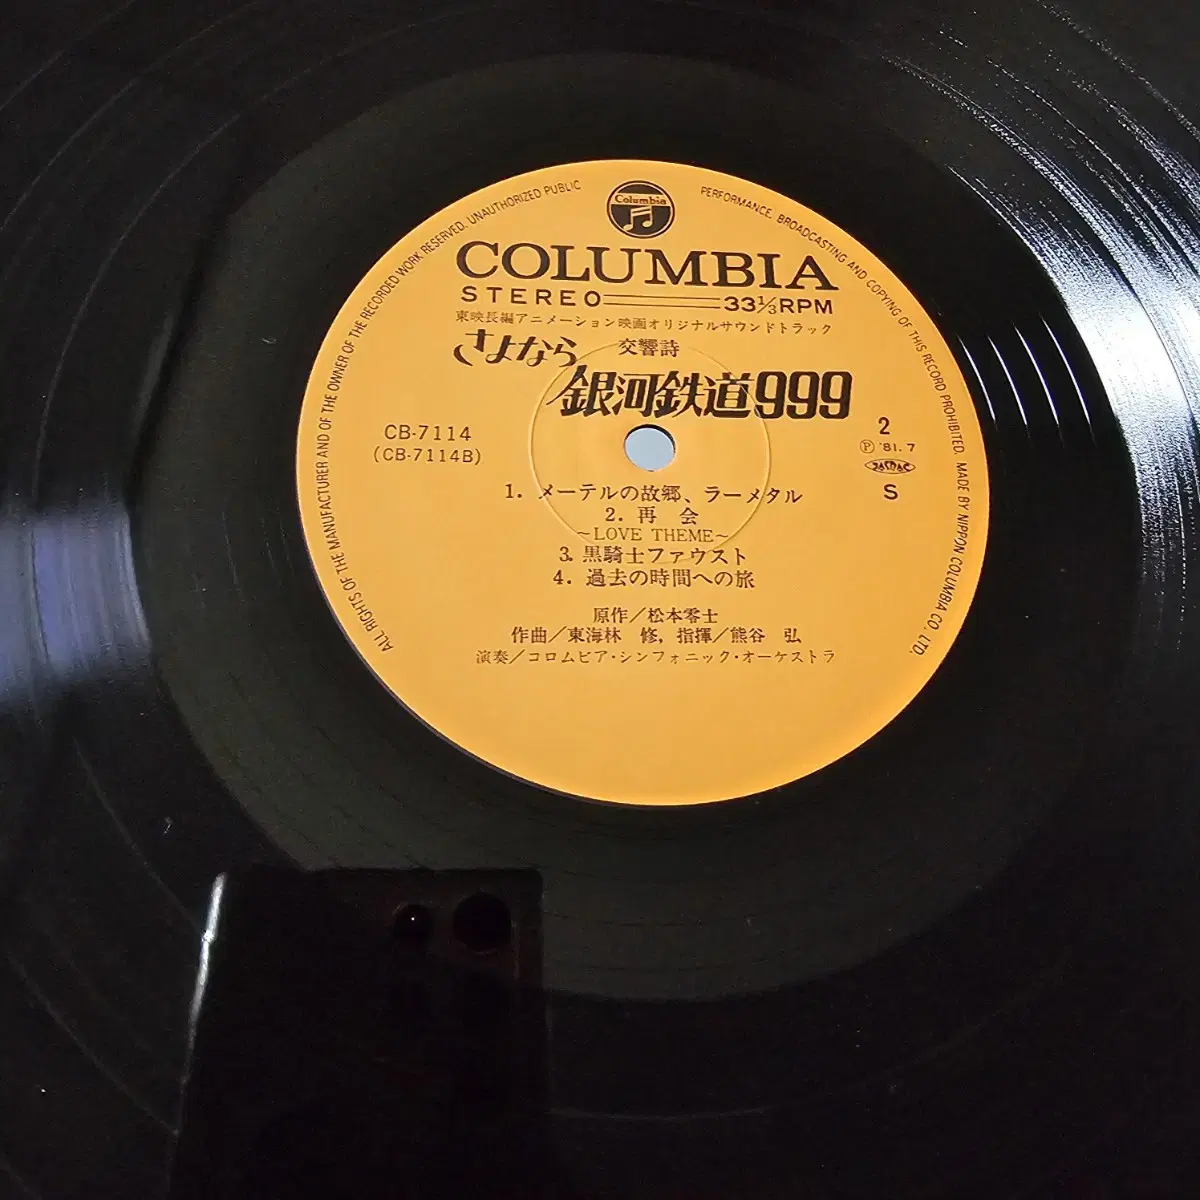 ALL RIGHTS OF THE MANUFACTURER AND OF THE OWNER OF THE RECORDED WORK RESERVED. UNAUTHORIZED PUBLIC PERFORMANCE, BROADCASTING AND COPYING OF THIS RECORD PROHIBITED. MADE BY NIPPON COLUMBIA CO. LTD.
Columbia
COLUMBIA
STEREO 33⅓RPM
東映長編アニメーション映画オリジナルサウンドトラック
さよなら 交響詩
銀河鉄道999
CB-7114
(CB-7114B)
2
Ⓟ '81. 7
JASRAC
S
1. メーテルの故郷、ラーメタル
2. 再 会
~LOVE THEME~
3. 黒騎士ファウスト
4. 過去の時間への旅
原作/松本零士
作曲/東海林 修, 指揮/熊谷 弘
演奏/コロムビア・シンフォニック・オーケストラ